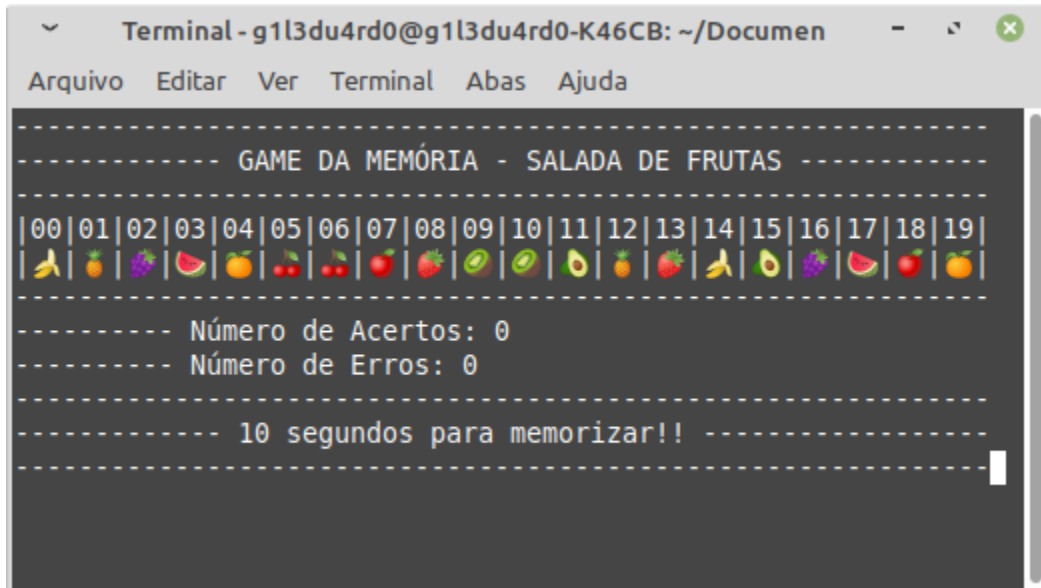 Terminal - g1l3du4rd0@g1l3du4rd0-K46CB: ~/Documen
Arquivo Editar Ver Terminal Abas Ajuda
-------------------------------------------------------------
------------- GAME DA MEMÓRIA - SALADA DE FRUTAS ------------
-------------------------------------------------------------
|00|01|02|03|04|05|06|07|08|09|10|11|12|13|14|15|16|17|18|19|
|🍌|🍍|🍇|🍉|🍊|🍒|🍒|🍎|🍓|🥝|🥝|🥑|🍍|🍓|🍌|🥑|🍇|🍉|🍎|🍊|
-------------------------------------------------------------
---------- Número de Acertos: 0
---------- Número de Erros: 0
-------------------------------------------------------------
------------- 10 segundos para memorizar!! ------------------
-------------------------------------------------------------